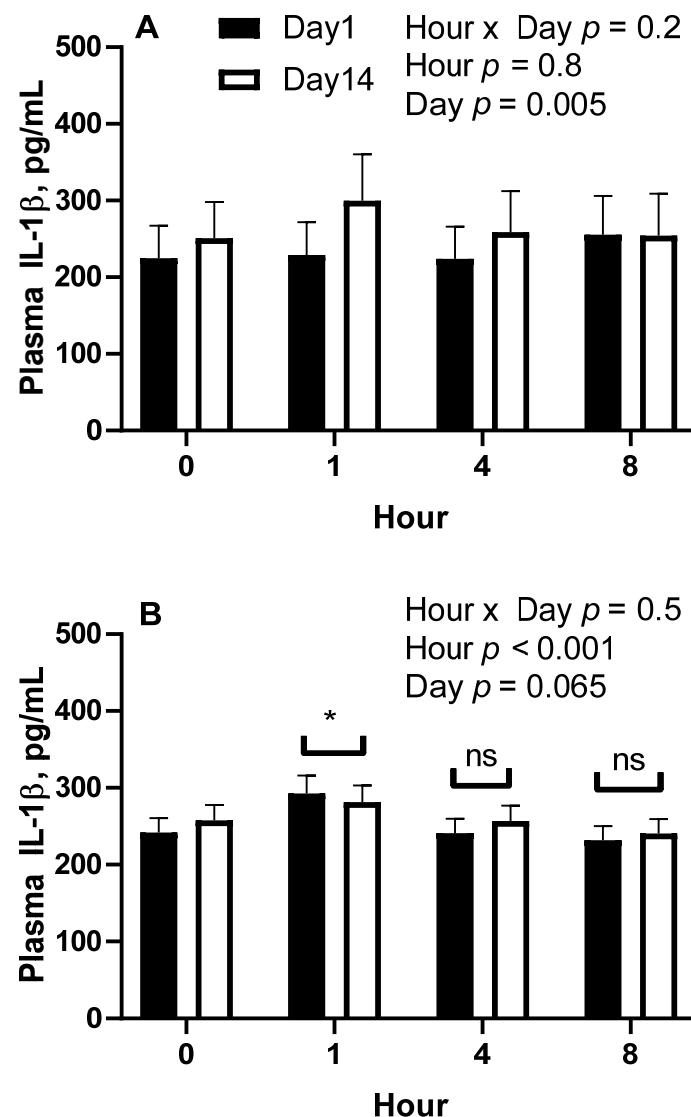 A
Day1
Day14
Hour x Day p = 0.2
Hour p = 0.8
Day p = 0.005
Plasma IL-1β, pg/mL
500
400
300
200
100
0
0 1 4 8
Hour
B
Hour x Day p = 0.5
Hour p < 0.001
Day p = 0.065
Plasma IL-1β, pg/mL
500
400
300
200
100
0
*
ns
ns
0 1 4 8
Hour